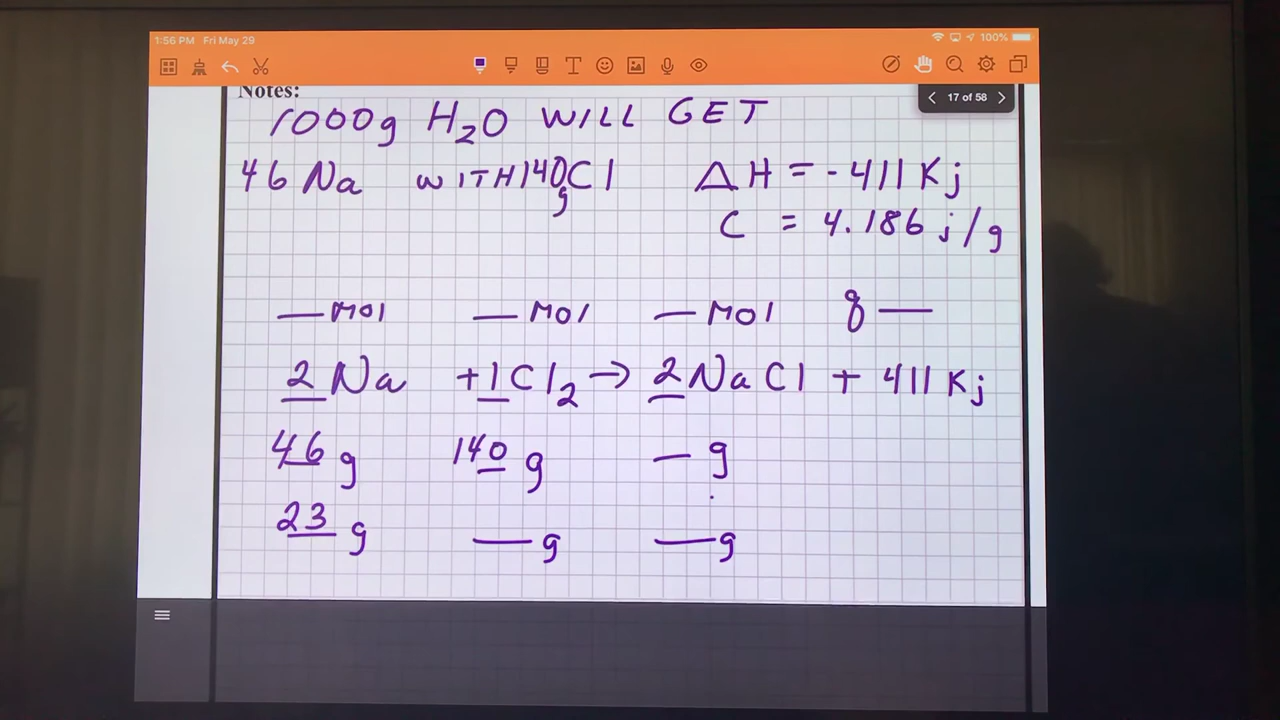 1:56 PM Fri May 29 100%
T
Notes:
17 of 58
1000g H2O WILL GET
46 Na WITH 140g Cl ΔH = -411 Kj
C = 4.186 j/g
— Mol — Mol — Mol q —
2 Na + 1 Cl2 → 2 NaCl + 411 Kj
46 g 140 g — g
23 g — g — g